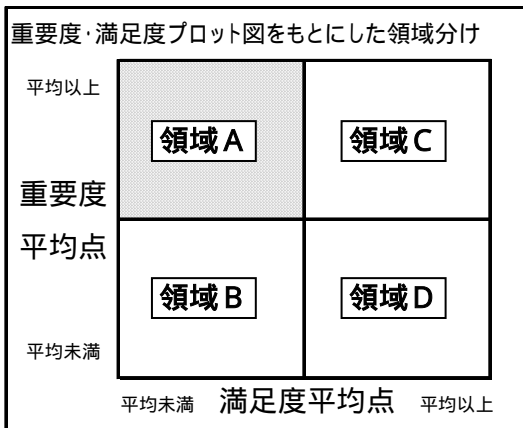 重要度・満足度プロット図をもとにした領域分け
平均以上
領域A
領域C
重要度
平均点
領域B
領域D
平均未満
平均未満 満足度平均点 平均以上